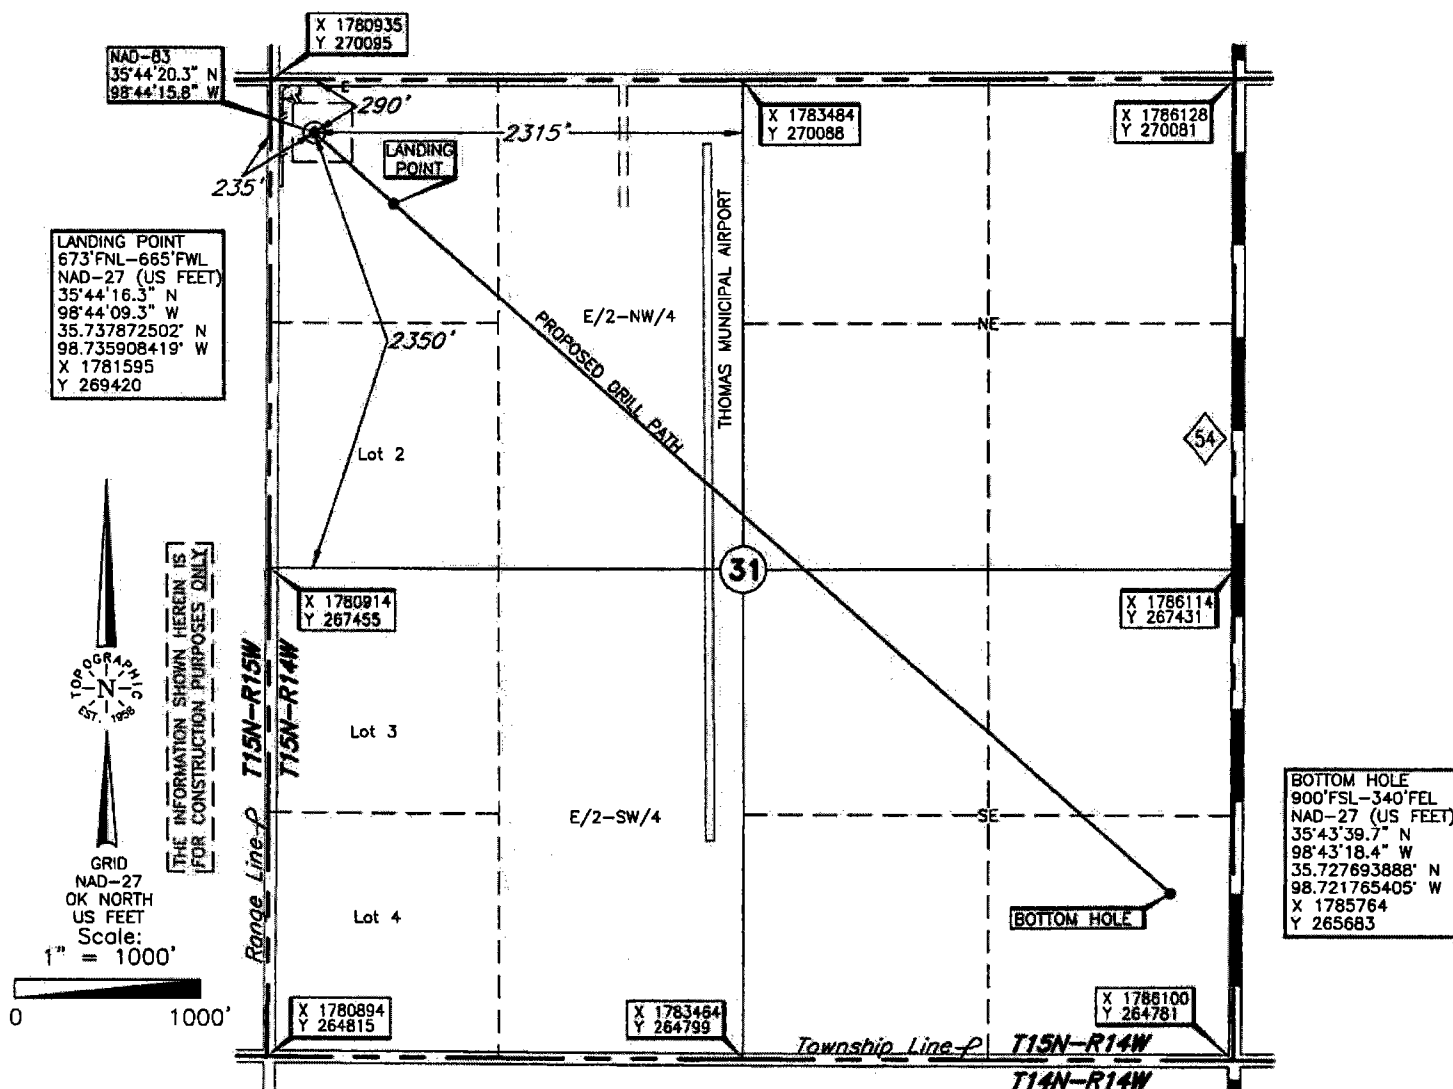 X 1780935
Y 270095
NAD-83
35°44'20.3" N
98°44'15.8" W
290'
2315'
X 1783484
Y 270088
X 1786128
Y 270081
LANDING
POINT
235'
LANDING POINT
673'FNL-665'FWL
NAD-27 (US FEET)
35°44'16.3" N
98°44'09.3" W
35.737872502° N
98.735908419° W
X 1781595
Y 269420
E/2-NW/4
THOMAS MUNICIPAL AIRPORT
NE
2350'
PROPOSED DRILL PATH
Lot 2
54
31
X 1780914
Y 267455
X 1786114
Y 267431
THE INFORMATION SHOWN HEREIN IS
FOR CONSTRUCTION PURPOSES ONLY
T15N-R15W
T15N-R14W
TOPOGRAPHIC
N
EST. 1958
Lot 3
E/2-SW/4
SE
BOTTOM HOLE
900'FSL-340'FEL
NAD-27 (US FEET)
35°43'39.7" N
98°43'18.4" W
35.727693888° N
98.721765405° W
X 1785764
Y 265683
GRID
NAD-27
OK NORTH
US FEET
Scale:
1" = 1000'
0 1000'
Range Line
Lot 4
BOTTOM HOLE
X 1780894
Y 264815
X 1783464
Y 264799
X 1786100
Y 264781
Township Line
T15N-R14W
T14N-R14W